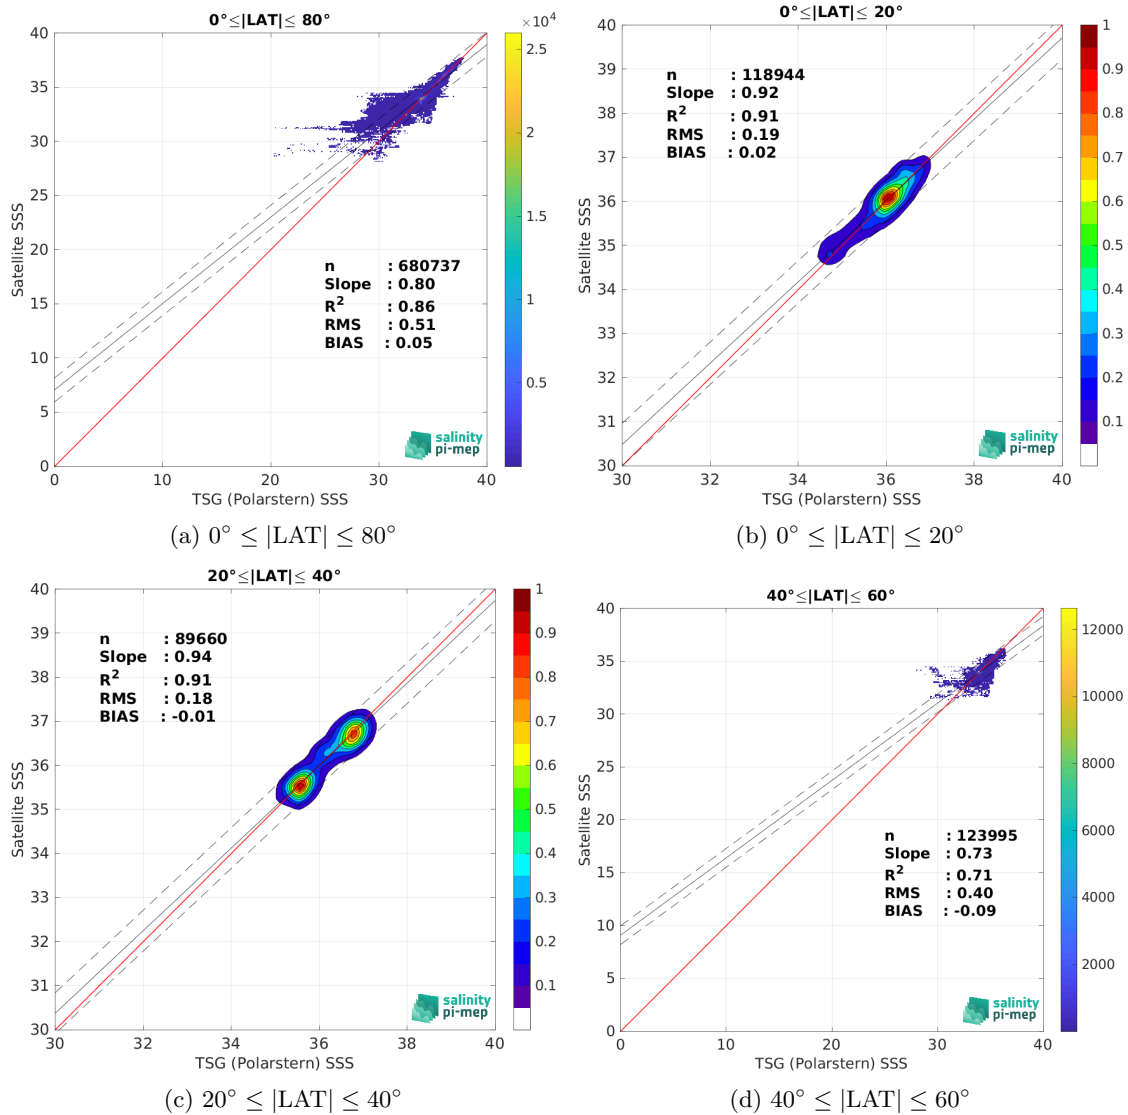 0°≤|LAT|≤ 80°
×10⁴
Satellite SSS
40
35
30
25
20
15
10
5
0
n : 680737
Slope : 0.80
R² : 0.86
RMS : 0.51
BIAS : 0.05
2.5
2
1.5
1
0.5
salinity
pi-mep
0 10 20 30 40
TSG (Polarstern) SSS
(a) 0° ≤ |LAT| ≤ 80°
0°≤|LAT|≤ 20°
Satellite SSS
40
39
38
37
36
35
34
33
32
31
30
n : 118944
Slope : 0.92
R² : 0.91
RMS : 0.19
BIAS : 0.02
1
0.9
0.8
0.7
0.6
0.5
0.4
0.3
0.2
0.1
salinity
pi-mep
30 32 34 36 38 40
TSG (Polarstern) SSS
(b) 0° ≤ |LAT| ≤ 20°
20°≤|LAT|≤ 40°
Satellite SSS
40
39
38
37
36
35
34
33
32
31
30
n : 89660
Slope : 0.94
R² : 0.91
RMS : 0.18
BIAS : -0.01
1
0.9
0.8
0.7
0.6
0.5
0.4
0.3
0.2
0.1
salinity
pi-mep
30 32 34 36 38 40
TSG (Polarstern) SSS
(c) 20° ≤ |LAT| ≤ 40°
40°≤|LAT|≤ 60°
Satellite SSS
40
35
30
25
20
15
10
5
0
n : 123995
Slope : 0.73
R² : 0.71
RMS : 0.40
BIAS : -0.09
12000
10000
8000
6000
4000
2000
salinity
pi-mep
0 10 20 30 40
TSG (Polarstern) SSS
(d) 40° ≤ |LAT| ≤ 60°